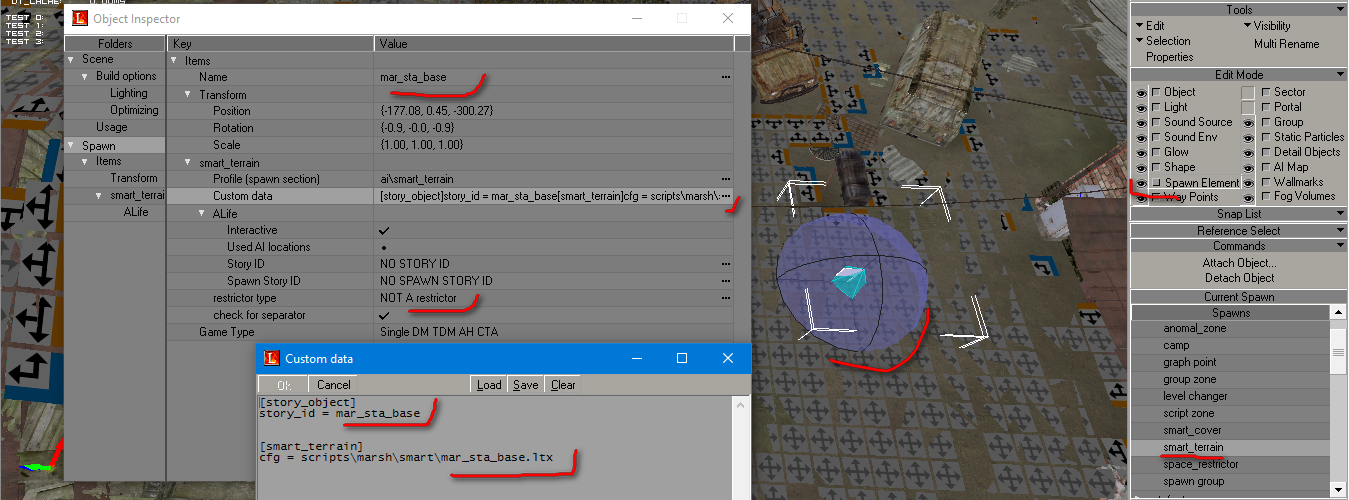 TEST 0:
TEST 1:
TEST 2:
TEST 3:
Object Inspector
Folders
Scene
Build options
Lighting
Optimizing
Usage
Spawn
Items
Transform
smart_terrai
ALife
Key Value
Items
Name mar_sta_base ...
Transform
Position {-177.08, 0.45, -300.27}
Rotation {-0.9, -0.0, -0.9}
Scale {1.00, 1.00, 1.00}
smart_terrain
Profile (spawn section) ai\smart_terrain ...
Custom data [story_object]story_id = mar_sta_base[smart_terrain]cfg = scripts\marsh\: ...
ALife
Interactive
Used AI locations
Story ID NO STORY ID ...
Spawn Story ID NO SPAWN STORY ID ...
restrictor type NOT A restrictor ...
check for separator
Game Type Single DM TDM AH CTA
Custom data
Ok Cancel Load Save Clear
[story_object]
story_id = mar_sta_base
[smart_terrain]
cfg = scripts\marsh\smart\mar_sta_base.ltx
Tools
Edit Visibility
Selection Multi Rename
Properties
Edit Mode
Object Sector
Light Portal
Sound Source Group
Sound Env Static Particles
Glow Detail Objects
Shape AI Map
Spawn Element Wallmarks
Way Points Fog Volumes
Snap List
Reference Select
Commands
Attach Object...
Detach Object
Current Spawn
Spawns
anomal_zone
camp
graph point
group zone
level changer
script zone
smart_cover
smart_terrain
space_restrictor
spawn group